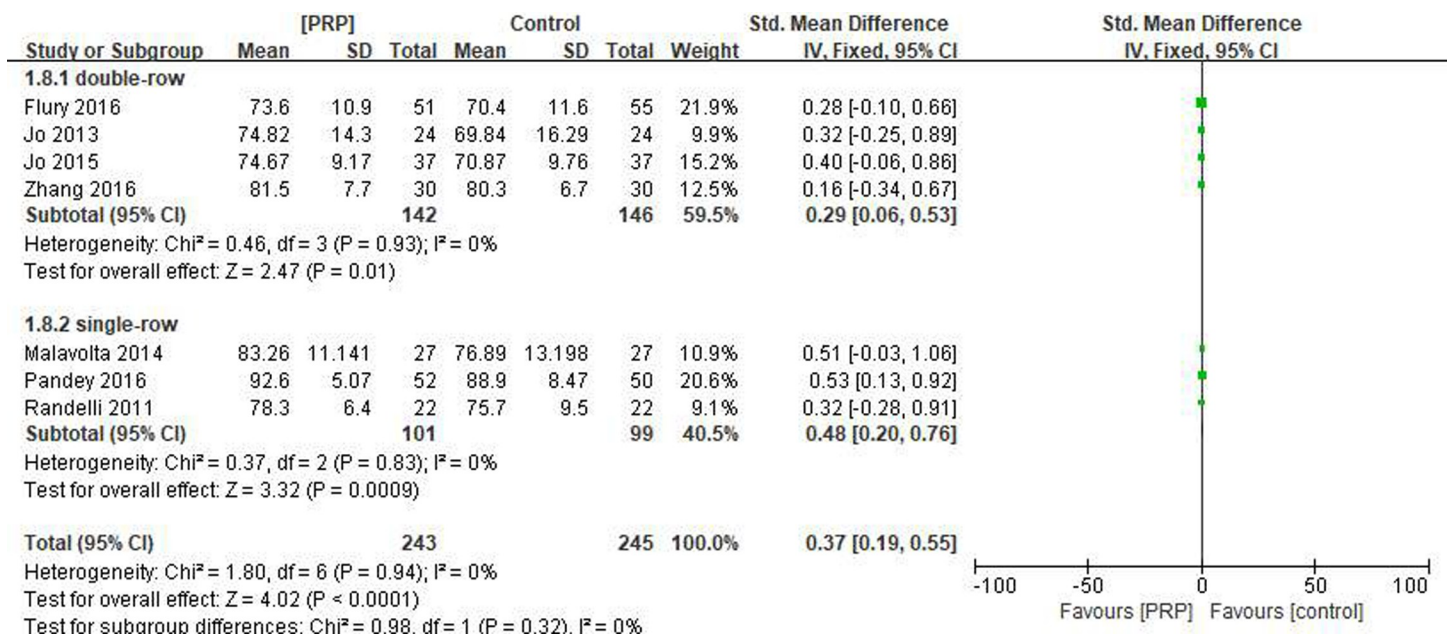 [PRP] Control Std. Mean Difference Std. Mean Difference
Study or Subgroup Mean SD Total Mean SD Total Weight IV, Fixed, 95% CI IV, Fixed, 95% CI
1.8.1 double-row
Flury 2016 73.6 10.9 51 70.4 11.6 55 21.9% 0.28 [-0.10, 0.66]
Jo 2013 74.82 14.3 24 69.84 16.29 24 9.9% 0.32 [-0.25, 0.89]
Jo 2015 74.67 9.17 37 70.87 9.76 37 15.2% 0.40 [-0.06, 0.86]
Zhang 2016 81.5 7.7 30 80.3 6.7 30 12.5% 0.16 [-0.34, 0.67]
Subtotal (95% CI) 142 146 59.5% 0.29 [0.06, 0.53]
Heterogeneity: Chi² = 0.46, df = 3 (P = 0.93); I² = 0%
Test for overall effect: Z = 2.47 (P = 0.01)
1.8.2 single-row
Malavolta 2014 83.26 11.141 27 76.89 13.198 27 10.9% 0.51 [-0.03, 1.06]
Pandey 2016 92.6 5.07 52 88.9 8.47 50 20.6% 0.53 [0.13, 0.92]
Randelli 2011 78.3 6.4 22 75.7 9.5 22 9.1% 0.32 [-0.28, 0.91]
Subtotal (95% CI) 101 99 40.5% 0.48 [0.20, 0.76]
Heterogeneity: Chi² = 0.37, df = 2 (P = 0.83); I² = 0%
Test for overall effect: Z = 3.32 (P = 0.0009)
Total (95% CI) 243 245 100.0% 0.37 [0.19, 0.55]
Heterogeneity: Chi² = 1.80, df = 6 (P = 0.94); I² = 0%
-100 -50 0 50 100
Test for overall effect: Z = 4.02 (P < 0.0001)
Favours [PRP] Favours [control]
Test for subgroup differences: Chi² = 0.98, df = 1 (P = 0.32), I² = 0%